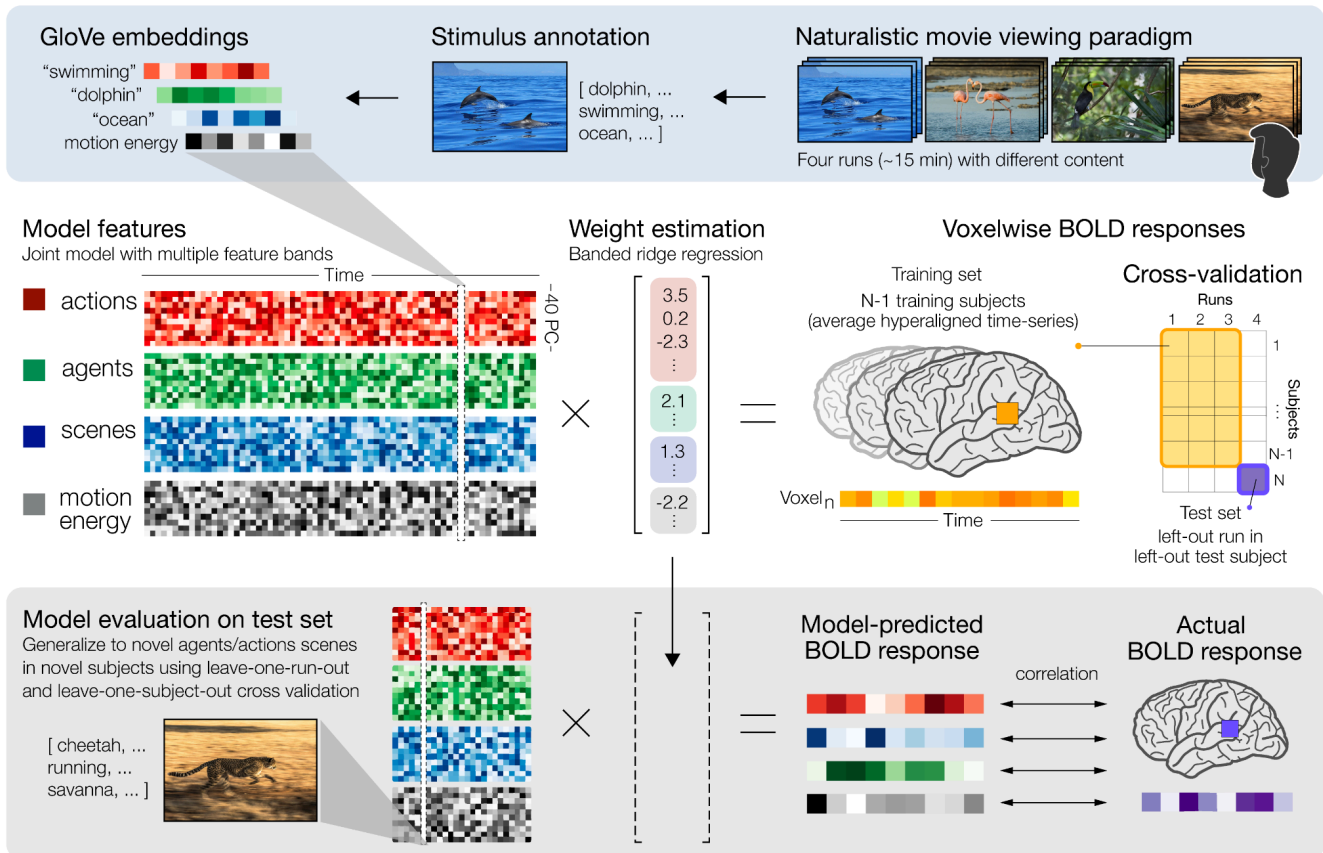 GloVe embeddings
“swimming”
“dolphin”
“ocean”
motion energy
Stimulus annotation
[ dolphin, ...
swimming, ...
ocean, ... ]
Naturalistic movie viewing paradigm
Four runs (~15 min) with different content
Model features
Joint model with multiple feature bands
Time
actions
agents
scenes
motion
energy
-40 PC-
Weight estimation
Banded ridge regression
3.5
0.2
-2.3
...
2.1
...
1.3
...
-2.2
...
Voxelwise BOLD responses
Training set
N-1 training subjects
(average hyperaligned time-series)
Voxeln
Time
Cross-validation
Runs
1 2 3 4
1
...
N-1
N
Subjects
Test set
left-out run in
left-out test subject
Model evaluation on test set
Generalize to novel agents/actions scenes
in novel subjects using leave-one-run-out
and leave-one-subject-out cross validation
[ cheetah, ...
running, ...
savanna, ... ]
Model-predicted
BOLD response
correlation
Actual
BOLD response